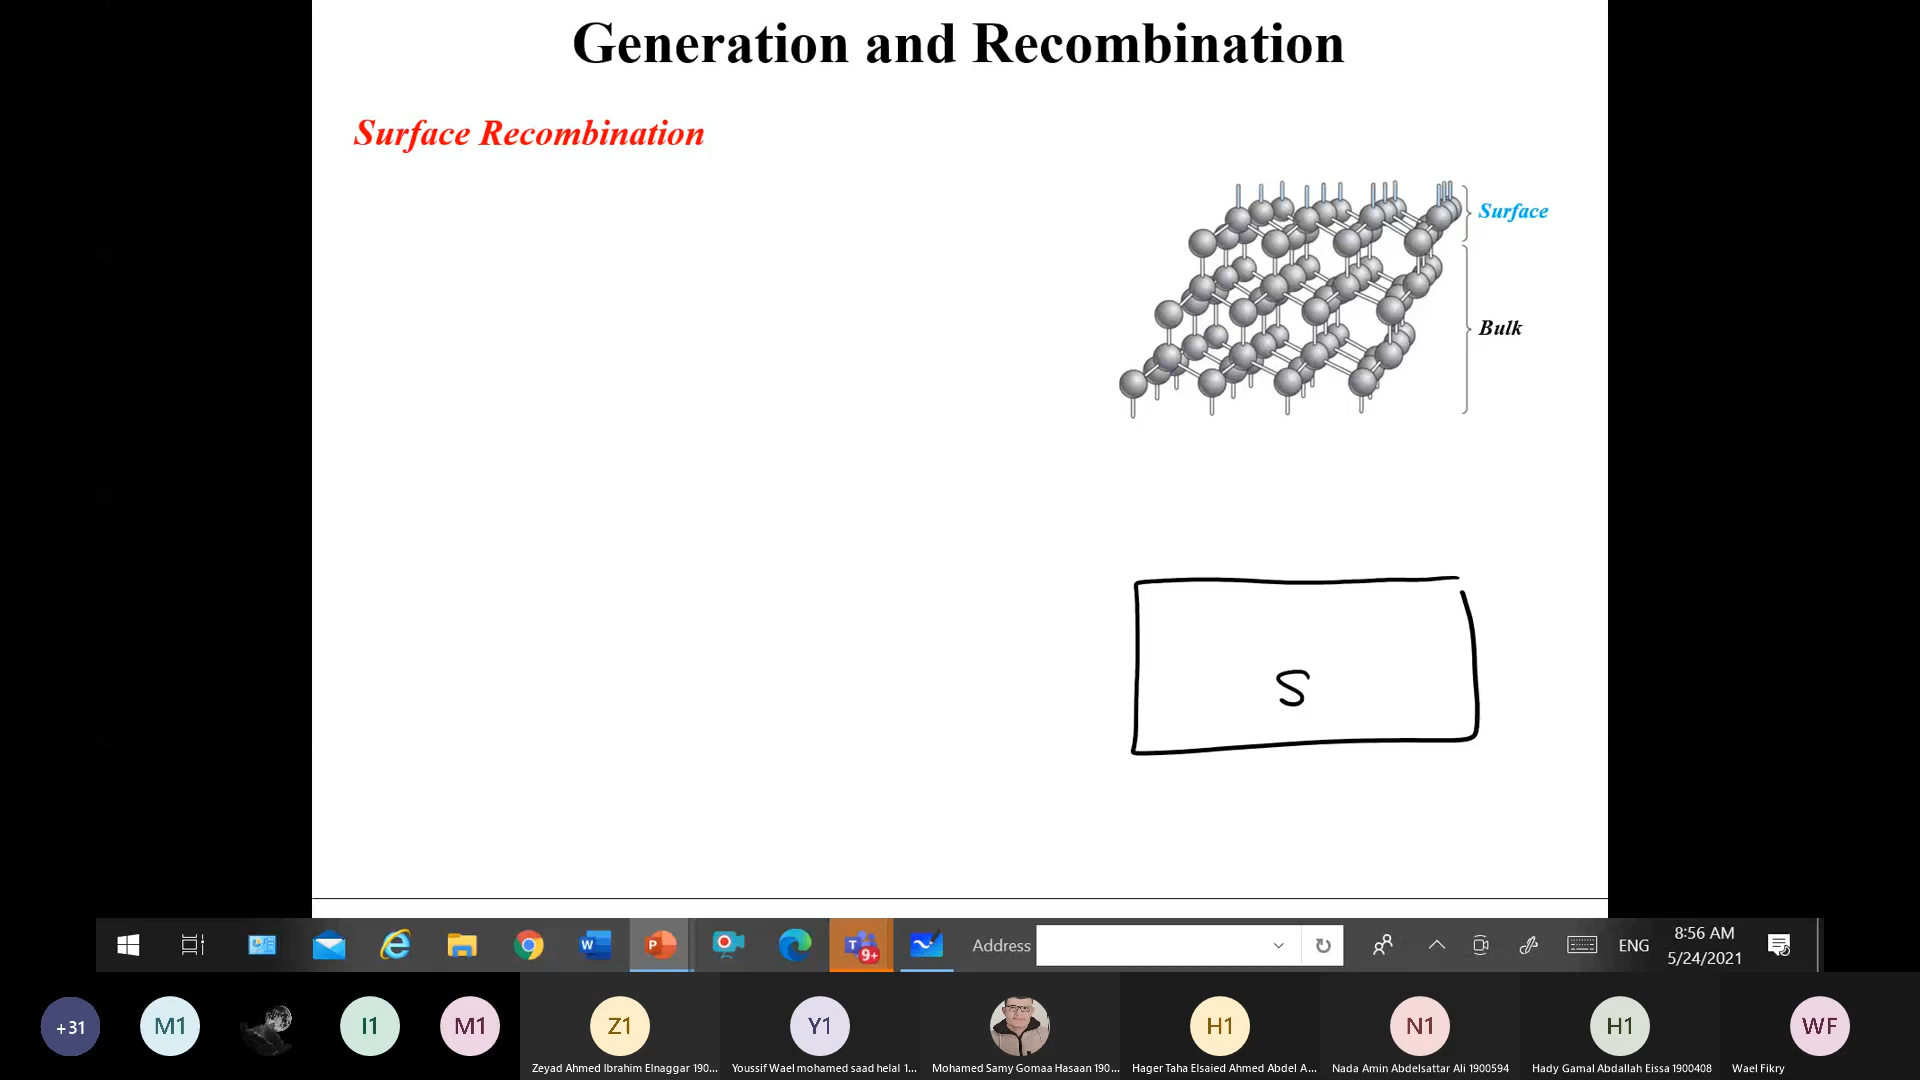 Generation and Recombination
Surface Recombination
Surface
Bulk
S
Address
ENG
8:56 AM
5/24/2021
9+
+31
M1
I1
M1
Z1
Y1
H1
N1
H1
WF
Zeyad Ahmed Ibrahim Elnaggar 190...
Youssif Wael mohamed saad helal 1...
Mohamed Samy Gomaa Hasaan 190...
Hager Taha Elsaied Ahmed Abdel A...
Nada Amin Abdelsattar Ali 1900594
Hady Gamal Abdallah Eissa 1900408
Wael Fikry